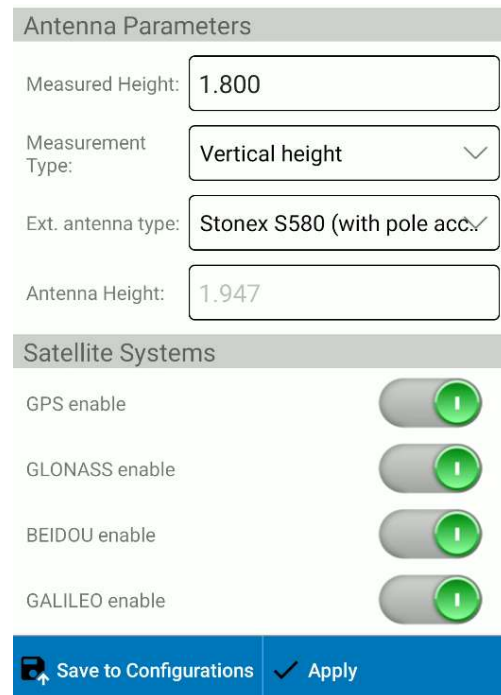 Antenna Parameters
Measured Height: 1.800
Measurement
Type:
Vertical height
Ext. antenna type: Stonex S580 (with pole acc..
Antenna Height: 1.947
Satellite Systems
GPS enable
GLONASS enable
BEIDOU enable
GALILEO enable
Save to Configurations Apply